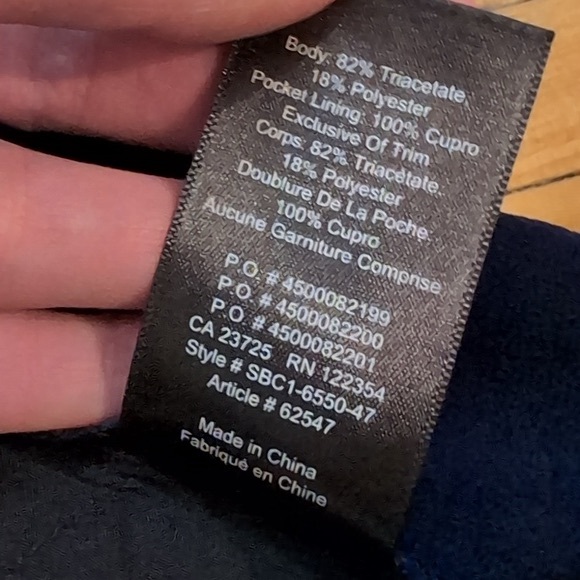 Body: 82% Triacetate,
18% Polyester
Pocket Lining: 100% Cupro
Exclusive Of Trim
Corps: 82% Triacétate.
18% Polyester
Doublure De La Poche:
100% Cupro
Aucune Garniture Comprise
P.O. # 4500082199
P.O. # 4500082200
P.O. # 4500082201
CA 23725 RN 122354
Style # SBC1-6550-47
Article # 62547
Made in China
Fabriqué en Chine